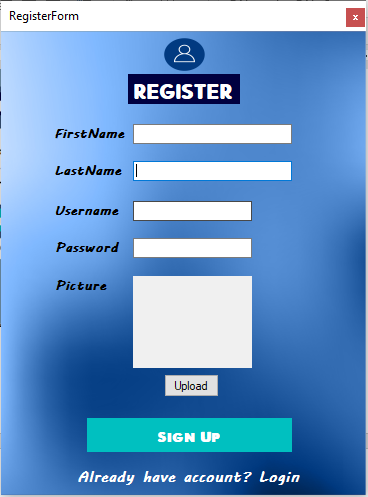 RegisterForm
x
REGISTER
FirstName
LastName
Username
Password
Picture
Upload
Sign Up
Already have account? Login